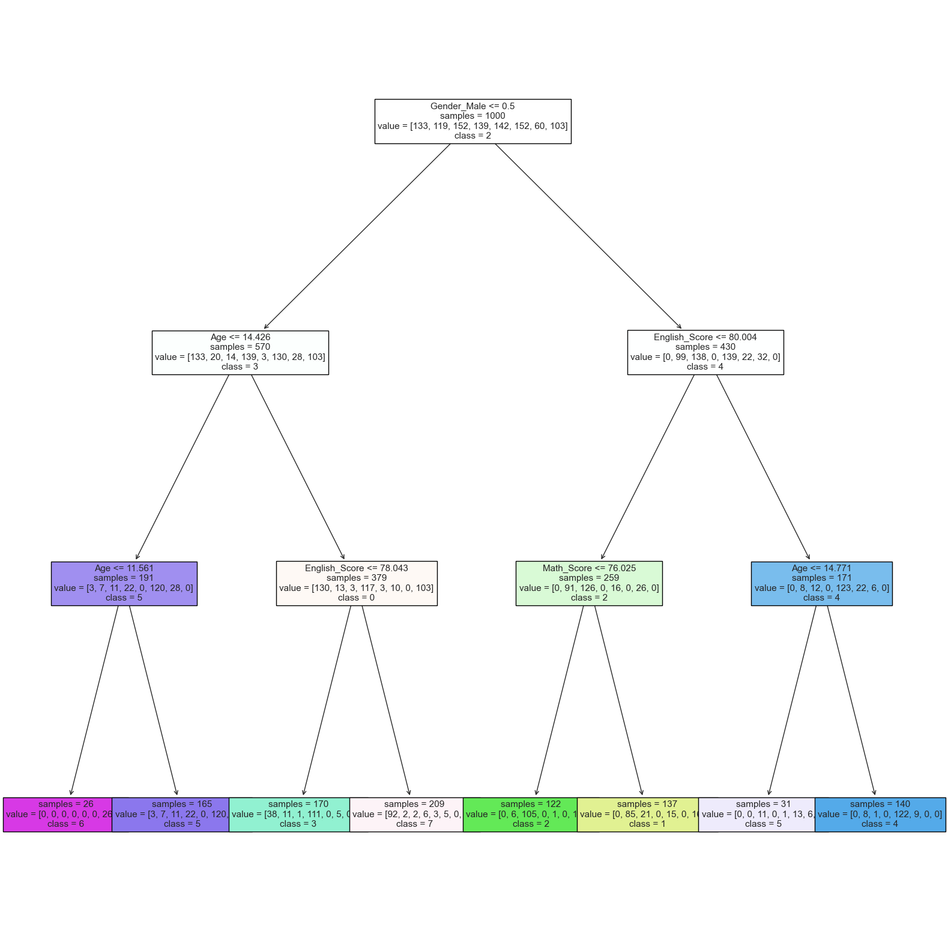 Gender_Male <= 0.5
samples = 1000
value = [133, 119, 152, 139, 142, 152, 60, 103]
class = 2
Age <= 14.426
samples = 570
value = [133, 20, 14, 139, 3, 130, 28, 103]
class = 3
English_Score <= 80.004
samples = 430
value = [0, 99, 138, 0, 139, 22, 32, 0]
class = 4
Age <= 11.561
samples = 191
value = [3, 7, 11, 22, 0, 120, 28, 0]
class = 5
English_Score <= 78.043
samples = 379
value = [130, 13, 3, 117, 3, 10, 0, 103]
class = 0
Math_Score <= 76.025
samples = 259
value = [0, 91, 126, 0, 16, 0, 26, 0]
class = 2
Age <= 14.771
samples = 171
value = [0, 8, 12, 0, 123, 22, 6, 0]
class = 4
samples = 26
value = [0, 0, 0, 0, 0, 0, 26
class = 6
samples = 165
value = [3, 7, 11, 22, 0, 120,
class = 5
samples = 170
value = [38, 11, 1, 111, 0, 5,
class = 3
samples = 209
value = [92, 2, 2, 6, 3, 5, 0,
class = 7
samples = 122
value = [0, 6, 105, 0, 1, 0,
class = 2
samples = 137
value = [0, 85, 21, 0, 15, 0,
class = 1
samples = 31
value = [0, 0, 11, 0, 1, 13, 6,
class = 5
samples = 140
value = [0, 8, 1, 0, 122, 9, 0, 0]
class = 4